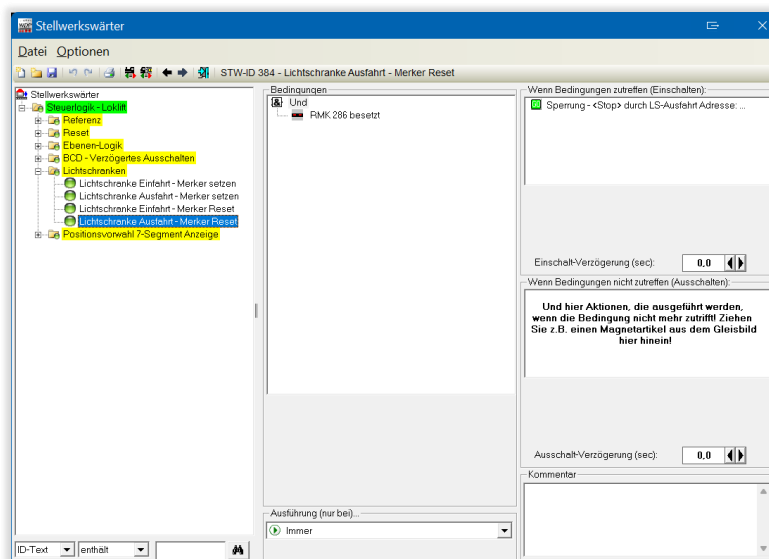 Stellwerkswärter
Datei Optionen
STW-ID 384 - Lichtschranke Ausfahrt - Merker Reset
Stellwerkswärter
Steuerlogik - Loklift
Referenz
Reset
Ebenen-Logik
BCD - Verzögertes Ausschalten
Lichtschranken
Lichtschranke Einfahrt - Merker setzen
Lichtschranke Ausfahrt - Merker setzen
Lichtschranke Einfahrt - Merker Reset
Lichtschranke Ausfahrt - Merker Reset
Positionsvorwahl 7-Segment Anzeige
ID-Text enthält
Bedingungen
& Und
RMK 286 besetzt
Ausführung (nur bei)...
Immer
Wenn Bedingungen zutreffen (Einschalten):
Sperrung - <Stop> durch LS-Ausfahrt Adresse: ...
Einschalt-Verzögerung (sec): 0,0
Wenn Bedingungen nicht zutreffen (Ausschalten):
Und hier Aktionen, die ausgeführt werden,
wenn die Bedingung nicht mehr zutrifft! Ziehen
Sie z.B. einen Magnetartikel aus dem Gleisbild
hier hinein!
Ausschalt-Verzögerung (sec): 0,0
Kommentar